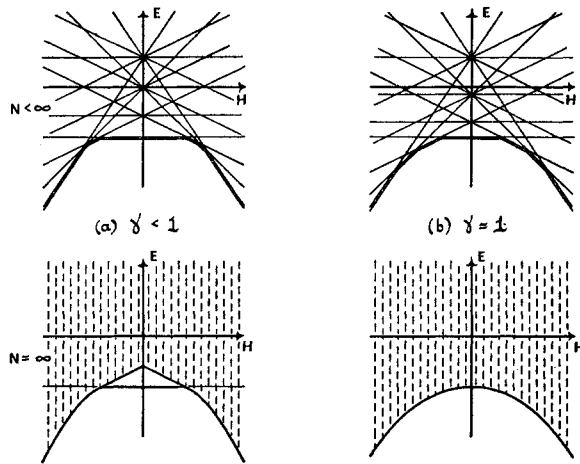 E
E
N < ∞
H
H
(a) γ < 1
(b) γ = 1
E
E
N = ∞
H
H